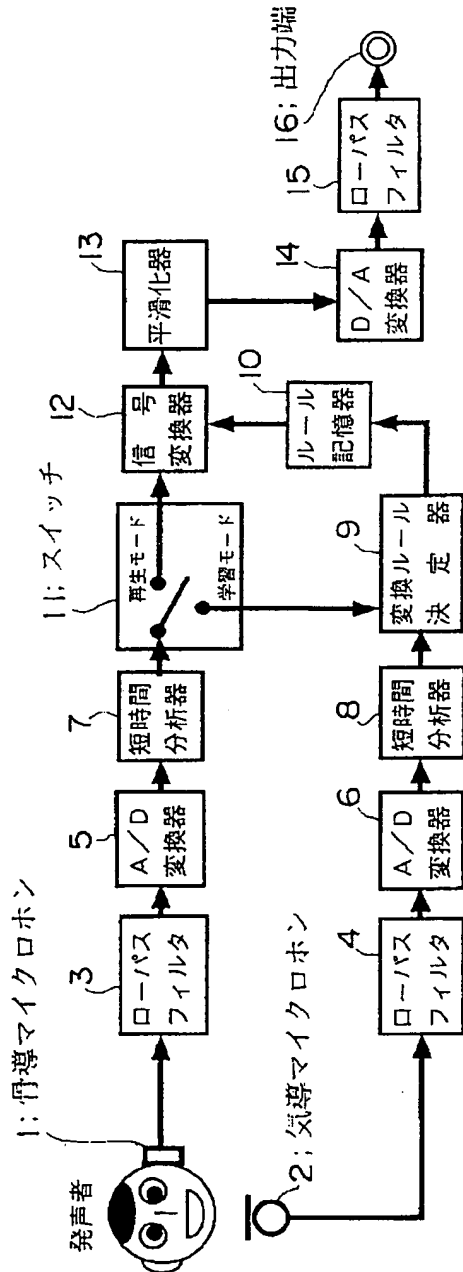 発声者
1; 骨導マイクロホン
3
ローパス
フィルタ
5
A/D
変換器
7
短時間
分析器
11; スイッチ
再生モード
学習モード
12
信号
変換器
13
平滑化器
2; 気導マイクロホン
4
ローパス
フィルタ
6
A/D
変換器
8
短時間
分析器
9
変換ルール
決定器
10
ルール
記憶器
14
D/A
変換器
15
ローパス
フィルタ
16; 出力端